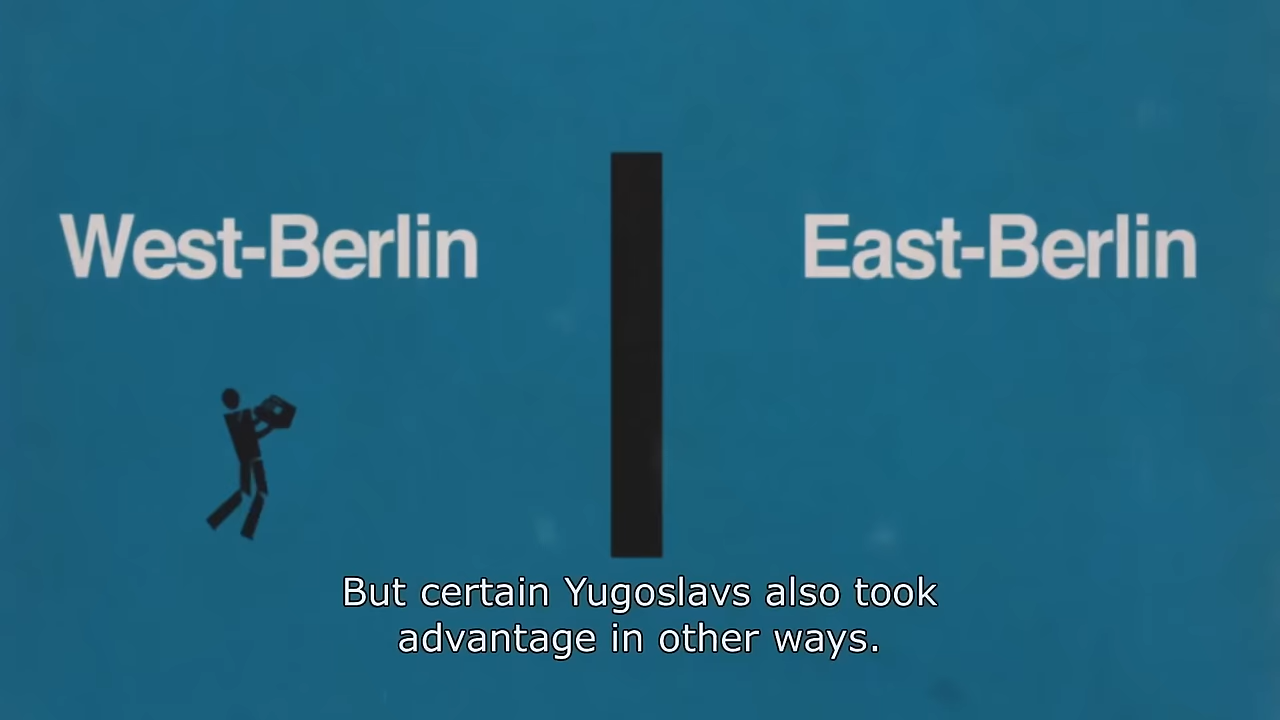 West-Berlin
East-Berlin
But certain Yugoslavs also took
advantage in other ways.